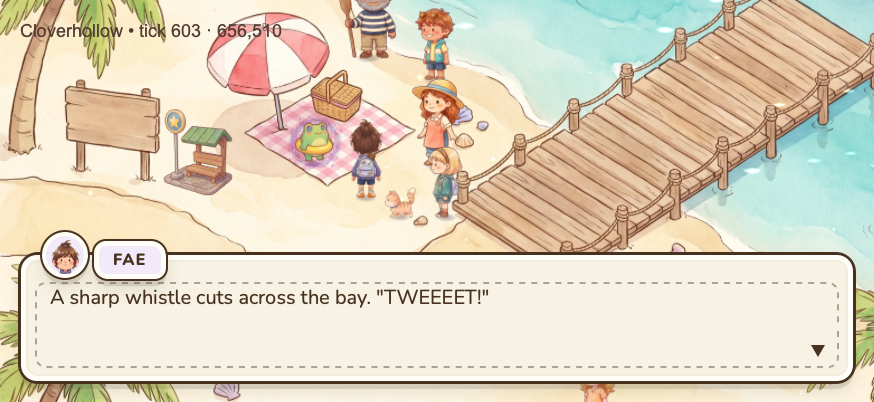 Cloverhollow • tick 603 · 656,510
FAE
A sharp whistle cuts across the bay. "TWEEEET!"